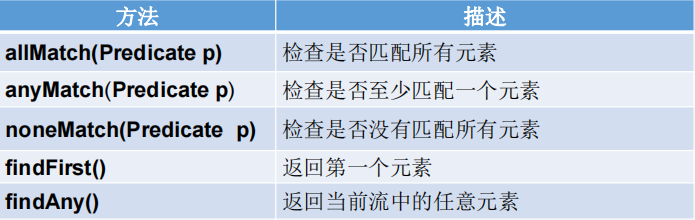 方法 描述
allMatch(Predicate p) 检查是否匹配所有元素
anyMatch(Predicate p) 检查是否至少匹配一个元素
noneMatch(Predicate  p) 检查是否没有匹配所有元素
findFirst() 返回第一个元素
findAny() 返回当前流中的任意元素